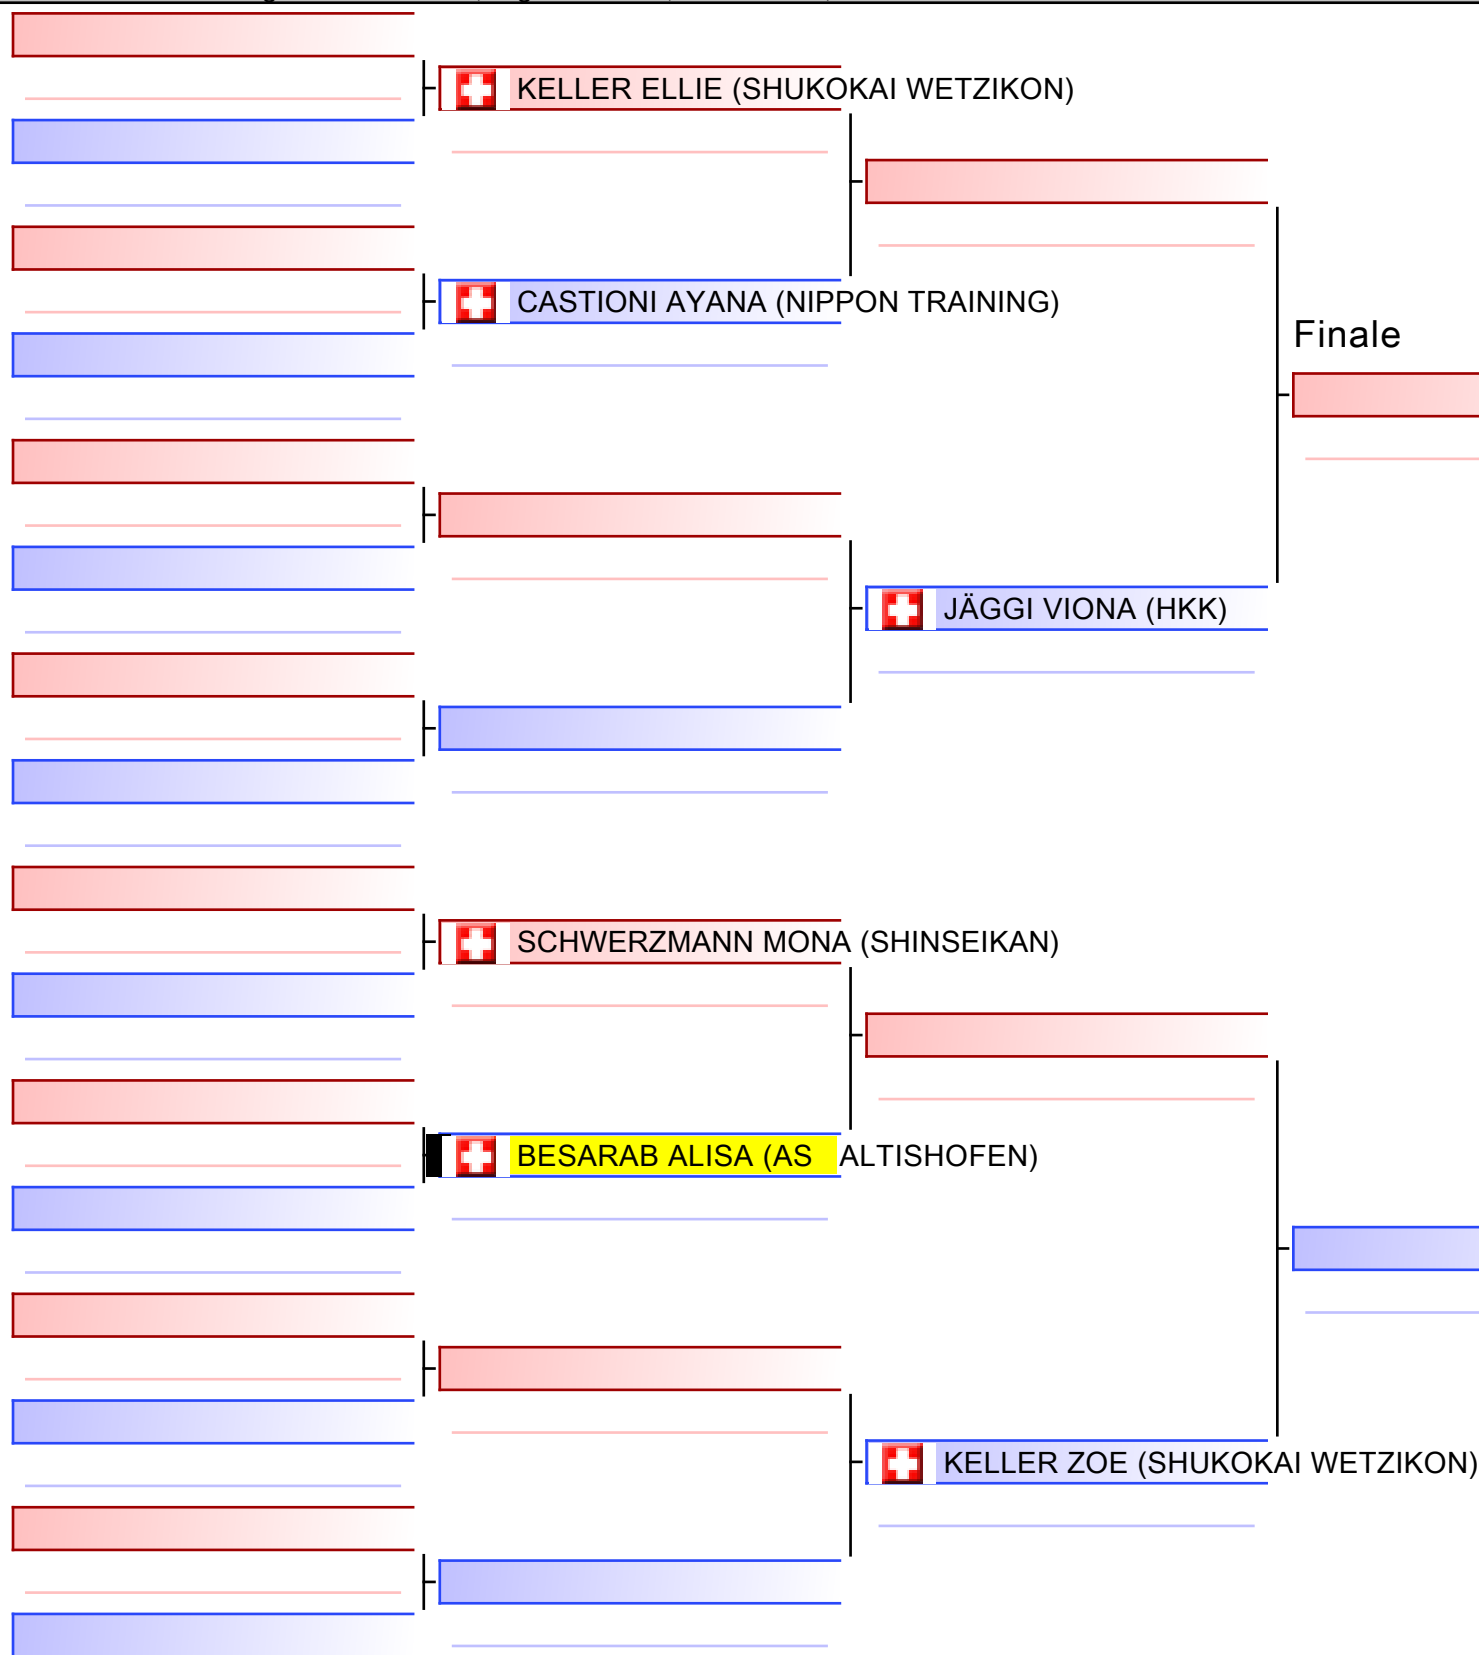 KELLER ELLIE (SHUKOKAI WETZIKON)
CASTIONI AYANA (NIPPON TRAINING)
Finale
JÄGGI VIONA (HKK)
SCHWERZMANN MONA (SHINSEIKAN)
BESARAB ALISA (AS ALTISHOFEN)
KELLER ZOE (SHUKOKAI WETZIKON)